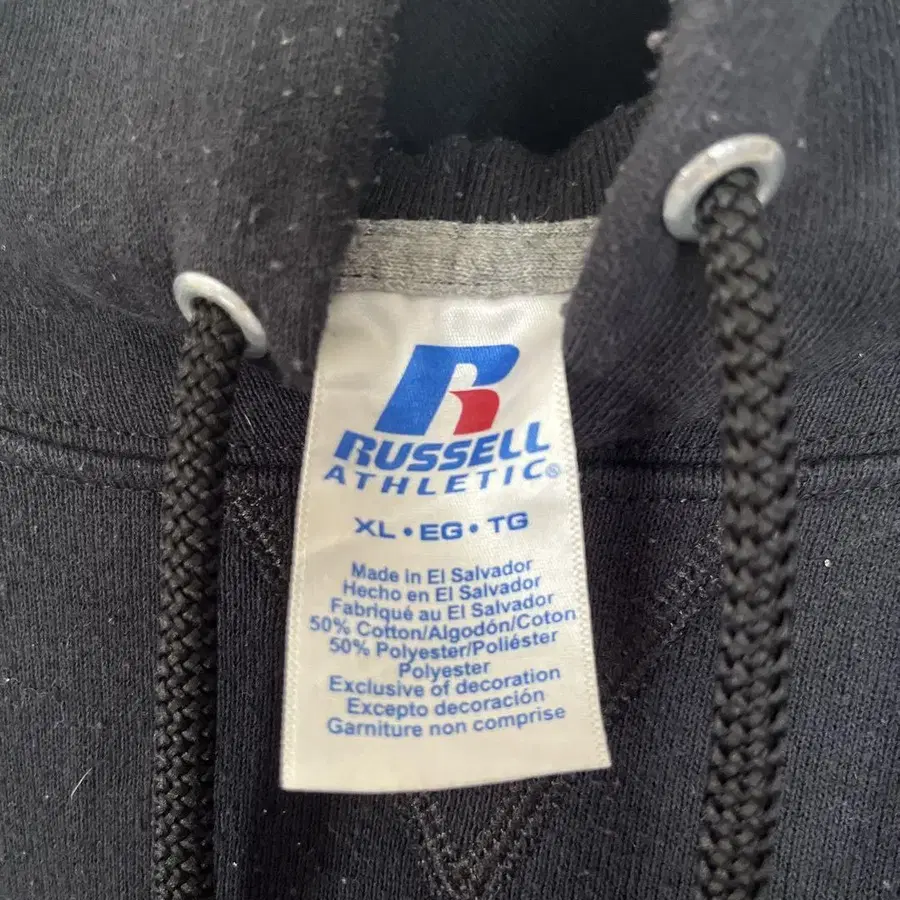 R
RUSSELL
ATHLETIC®
XL • EG • TG
Made in El Salvador
Hecho en El Salvador
Fabriqué au El Salvador
50% Cotton/Algodón/Coton
50% Polyester/Poliéster
Polyester
Exclusive of decoration
Excepto decoración
Garniture non comprise